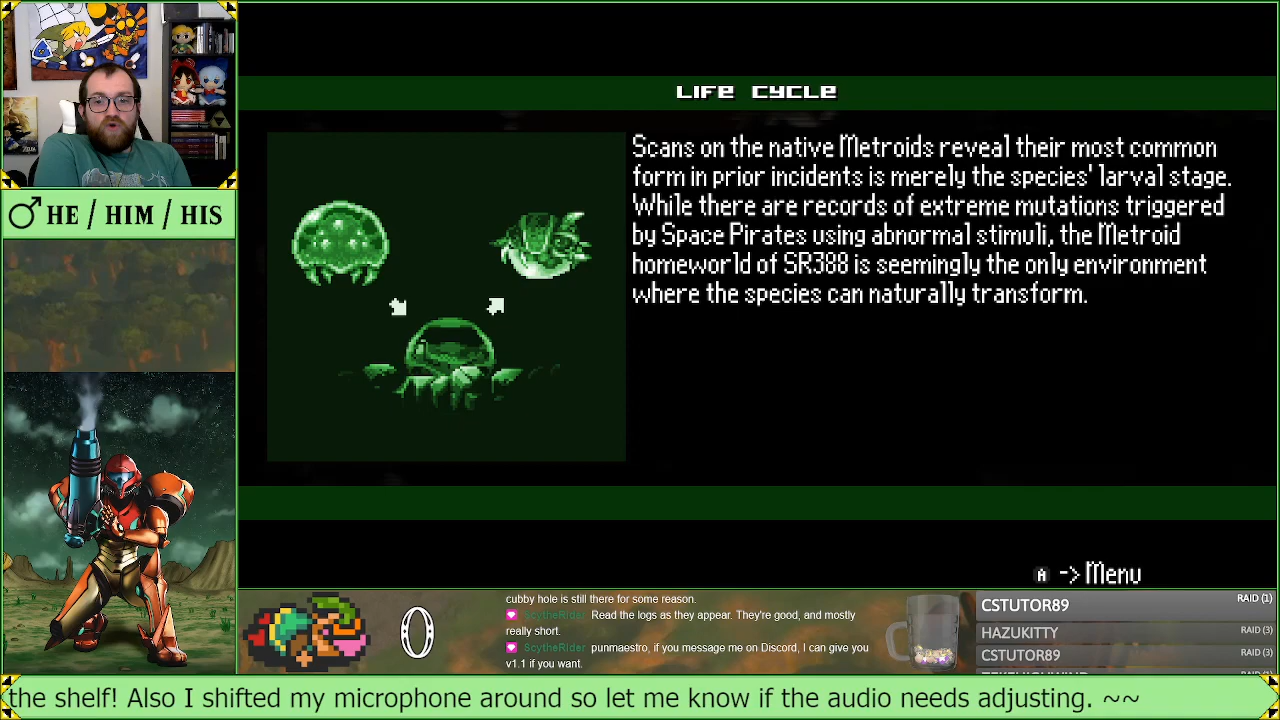 LIFE CYCLE
Scans on the native Metroids reveal their most common
form in prior incidents is merely the species' larval stage.
While there are records of extreme mutations triggered
by Space Pirates using abnormal stimuli, the Metroid
homeworld of SR388 is seemingly the only environment
where the species can naturally transform.
HE / HIM / HIS
A -> Menu
0
cubby hole is still there for some reason.
ScytheRider Read the logs as they appear. They're good, and mostly
really short.
ScytheRider punmaestro, if you message me on Discord, I can give you
v1.1 if you want.
CSTUTOR89 RAID (1)
HAZUKITTY RAID (3)
CSTUTOR89 RAID (3)
the shelf! Also I shifted my microphone around so let me know if the audio needs adjusting. ~~